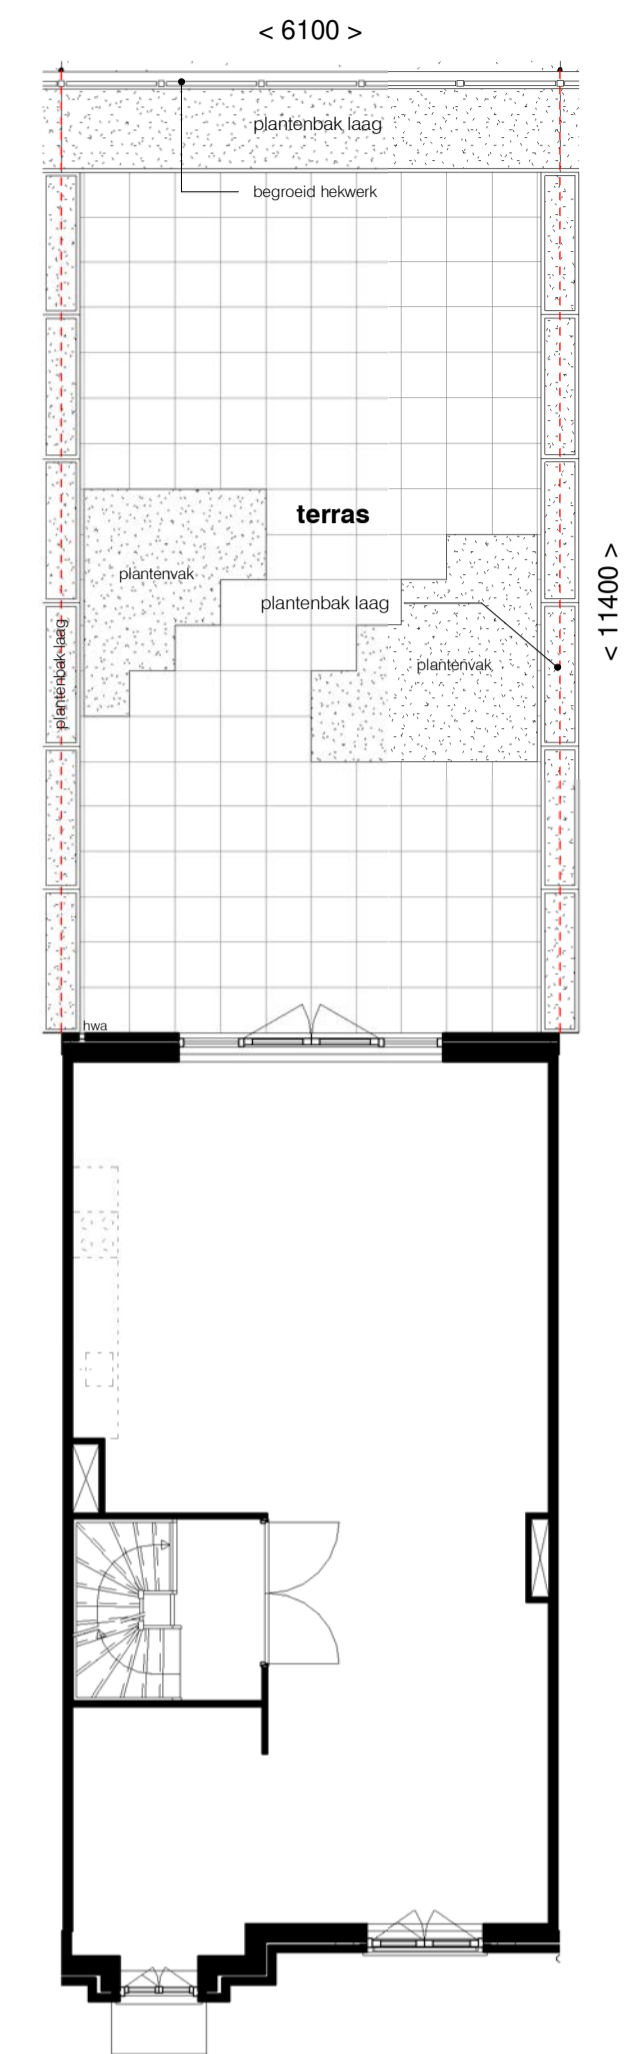 < 6100 >
plantenbak laag
begroeid hekwerk
terras
plantenvak
< 11400 >
plantenbak laag
plantenbak laag
plantenvak
hwa